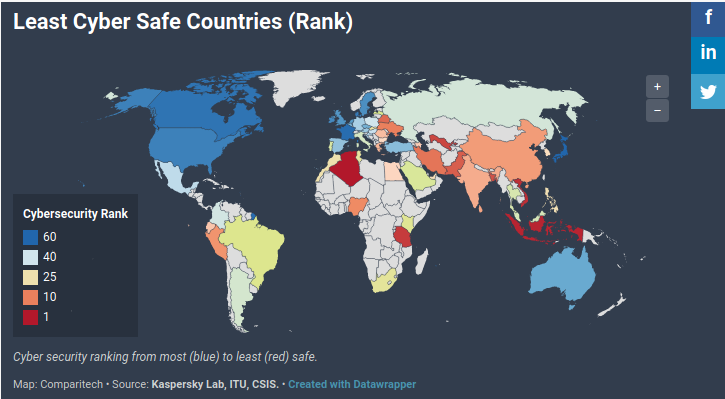 Least Cyber Safe Countries (Rank)
f
in
+
−
Cybersecurity Rank
60
40
25
10
1
Cyber security ranking from most (blue) to least (red) safe.
Map: Comparitech • Source: Kaspersky Lab, ITU, CSIS. • Created with Datawrapper